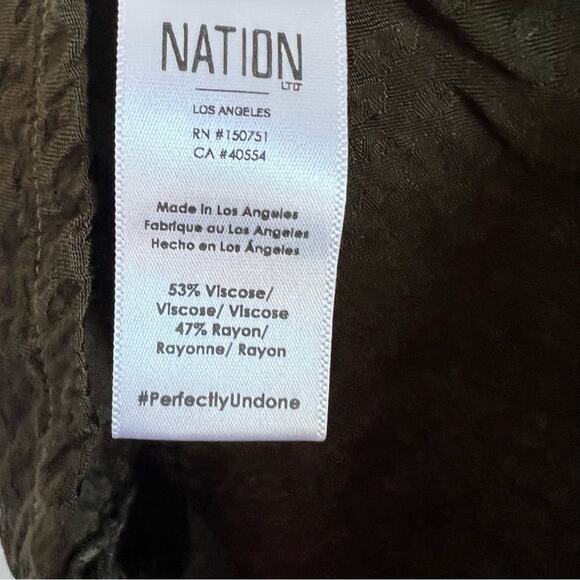 NATION
LTD
LOS ANGELES
RN #150751
CA #40554
Made in Los Angeles
Fabrique au Los Angeles
Hecho en Los Ángeles
53% Viscose/
Viscose/ Viscose
47% Rayon/
Rayonne/ Rayon
#PerfectlyUndone